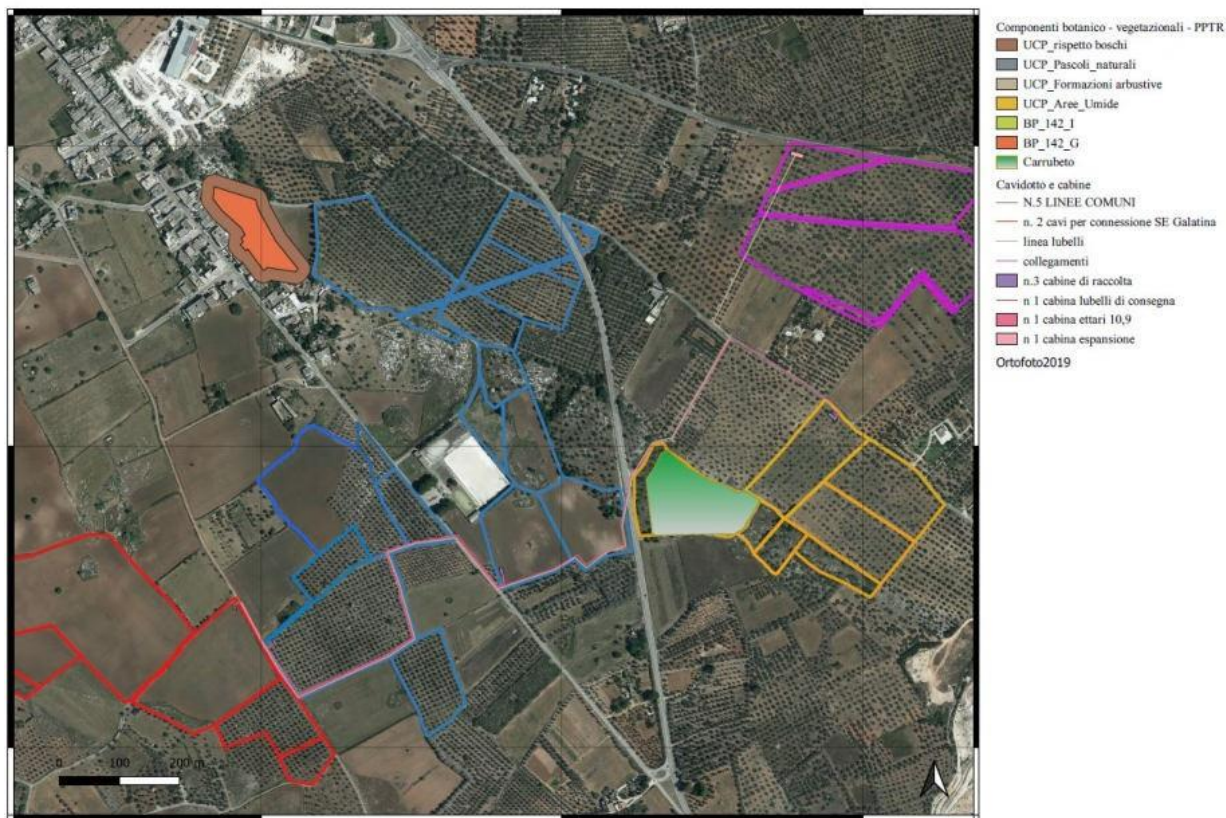 Componenti botanico - vegetazionali - PPTR
UCP_rispetto boschi
UCP_Pascoli_naturali
UCP_Formazioni arbustive
UCP_Aree_Umide
BP_142_I
BP_142_G
Carrubeto
Cavidotto e cabine
N.5 LINEE COMUNI
n. 2 cavi per connessione SE Galatina
linea lubelli
collegamenti
n.3 cabine di raccolta
n 1 cabina lubelli di consegna
n 1 cabina ettari 10,9
n 1 cabina espansione
Ortofoto2019
0 100 200 m